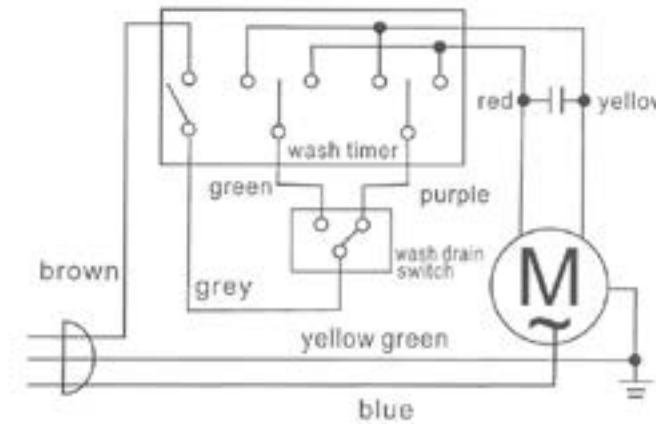 red
yellow
wash timer
green
purple
wash drain
switch
brown
grey
M
yellow green
blue